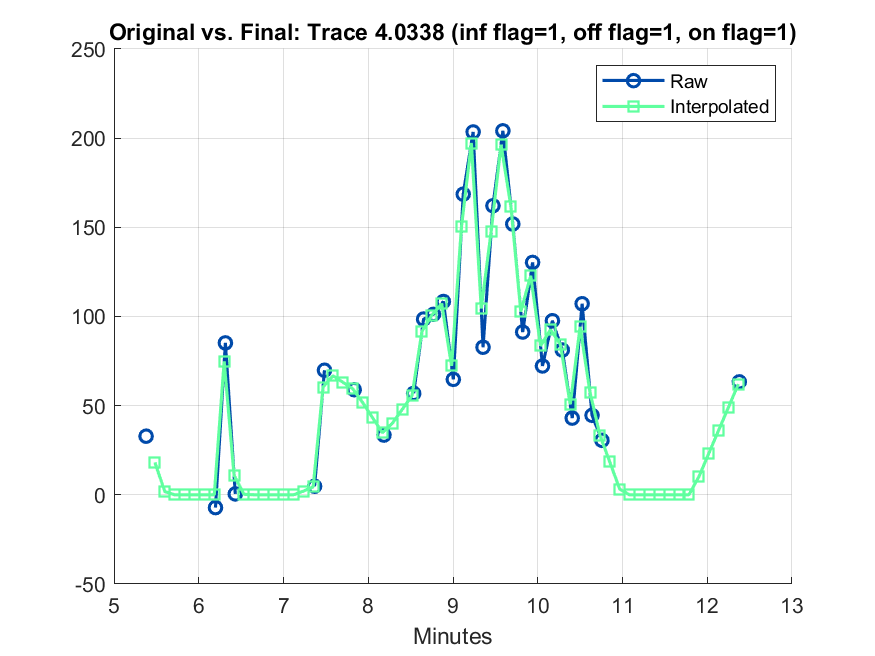 Original vs. Final: Trace 4.0338 (inf flag=1, off flag=1, on flag=1)
250
200
150
100
50
0
-50
Raw
Interpolated
5 6 7 8 9 10 11 12 13
Minutes